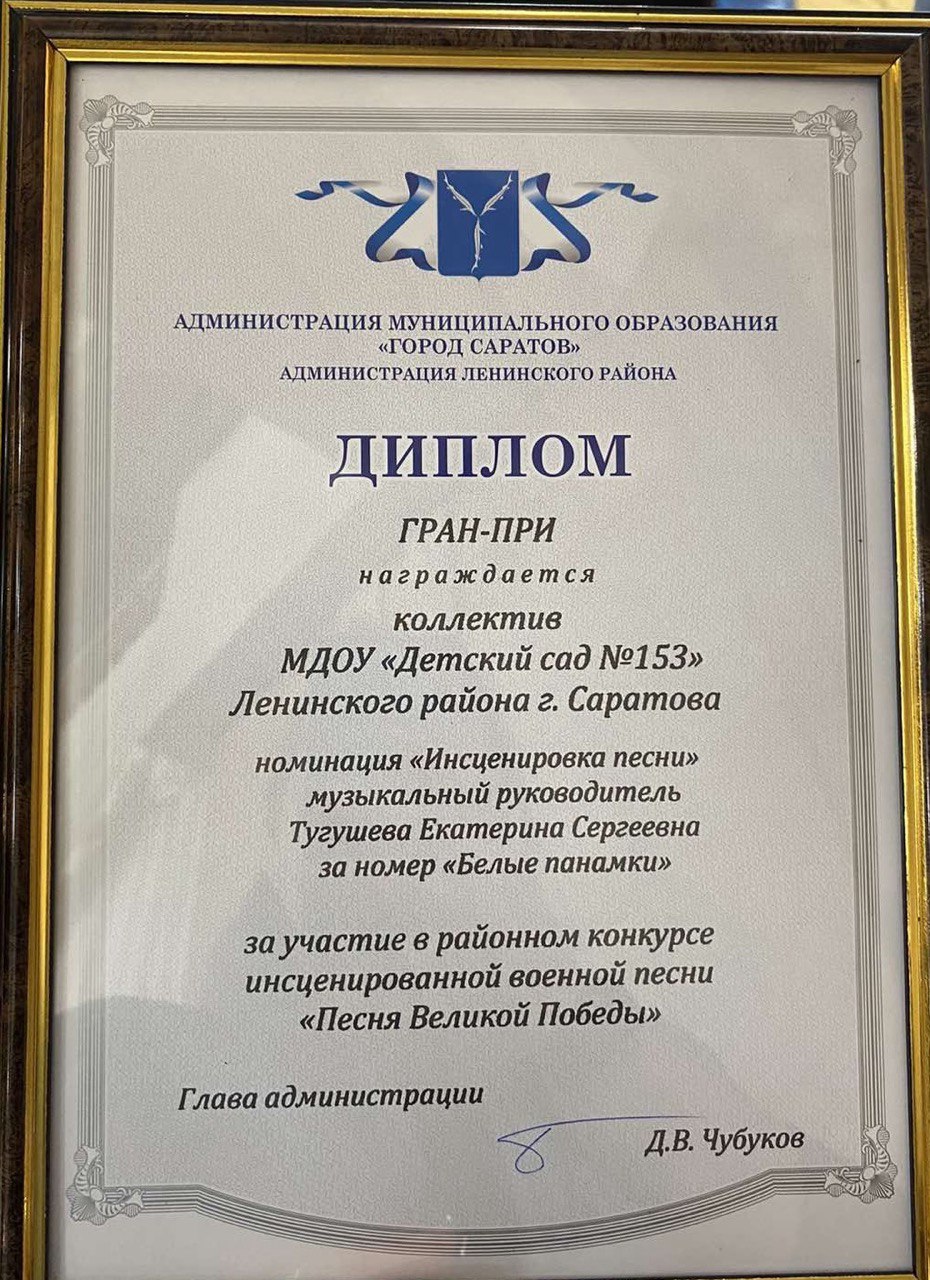 АДМИНИСТРАЦИЯ МУНИЦИПАЛЬНОГО ОБРАЗОВАНИЯ
«ГОРОД САРАТОВ»
АДМИНИСТРАЦИЯ ЛЕНИНСКОГО РАЙОНА
ДИПЛОМ
ГРАН-ПРИ
награждается
коллектив
МДОУ «Детский сад №153»
Ленинского района г. Саратова
номинация «Инсценировка песни»
музыкальный руководитель
Тугушева Екатерина Сергеевна
за номер «Белые панамки»
за участие в районном конкурсе
инсценированной военной песни
«Песня Великой Победы»
Глава администрации
Д.В. Чубуков